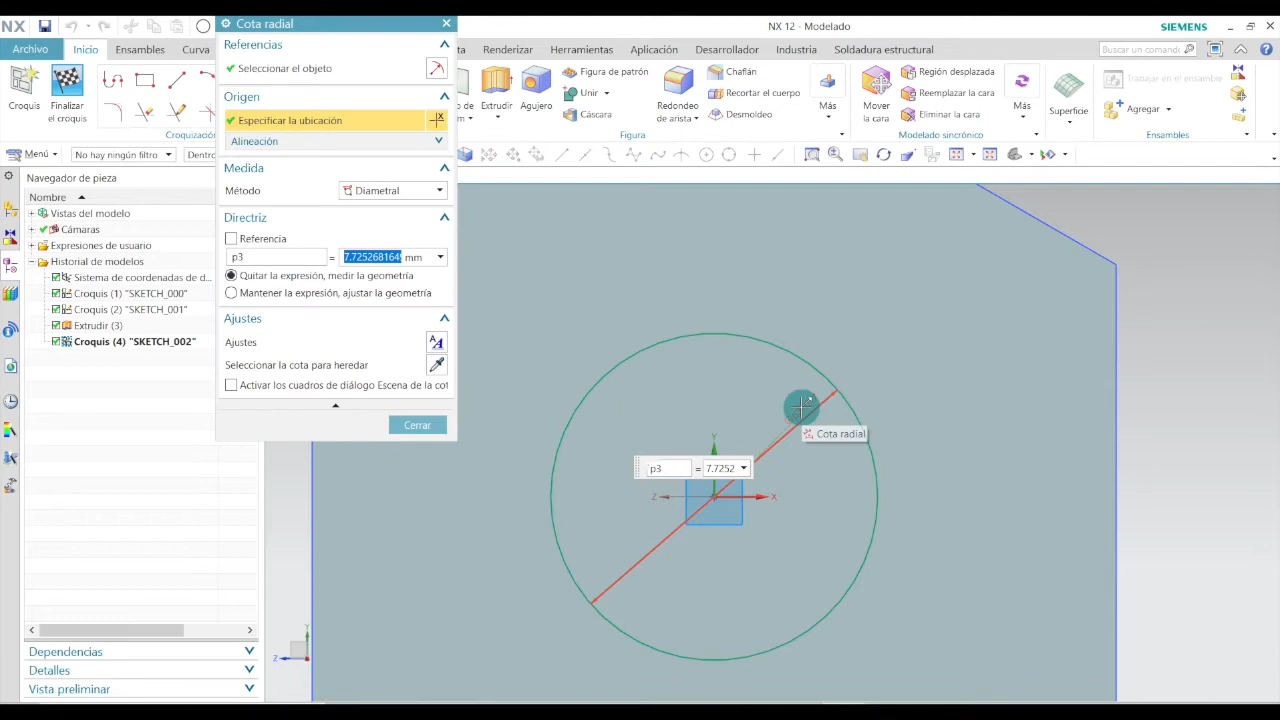 NX
Cota radial
NX 12 - Modelado
SIEMENS
Archivo
Inicio
Ensambles
Curva
ta
Renderizar
Herramientas
Aplicación
Desarrollador
Industria
Soldadura estructural
Buscar un comando
Croquis
Finalizar
el croquis
Croquizació
Referencias
Seleccionar el objeto
Origen
Especificar la ubicación
Alineación
Medida
Método
Diametral
Directriz
Referencia
p3 = 7.7252681649 mm
Quitar la expresión, medir la geometría
Mantener la expresión, ajustar la geometría
Ajustes
Ajustes
Seleccionar la cota para heredar
Activar los cuadros de diálogo Escena de la cot
Cerrar
o de
Extrudir
Agujero
Figura de patrón
Unir
Cáscara
Redondeo
de arista
Chaflán
Recortar el cuerpo
Desmoldeo
Más
Figura
Mover
la cara
Región desplazada
Reemplazar la cara
Eliminar la cara
Más
Modelado sincrónico
Superficie
Trabajar en el ensamble
Agregar
Ensambles
Menú
No hay ningún filtro
Dentro
Navegador de pieza
Nombre
Vistas del modelo
Cámaras
Expresiones de usuario
Historial de modelos
Sistema de coordenadas de d...
Croquis (1) "SKETCH_000"
Croquis (2) "SKETCH_001"
Extrudir (3)
Croquis (4) "SKETCH_002"
Dependencias
Detalles
Vista preliminar
Cota radial
Y
p3 = 7.7252
Z
X
Y
Z